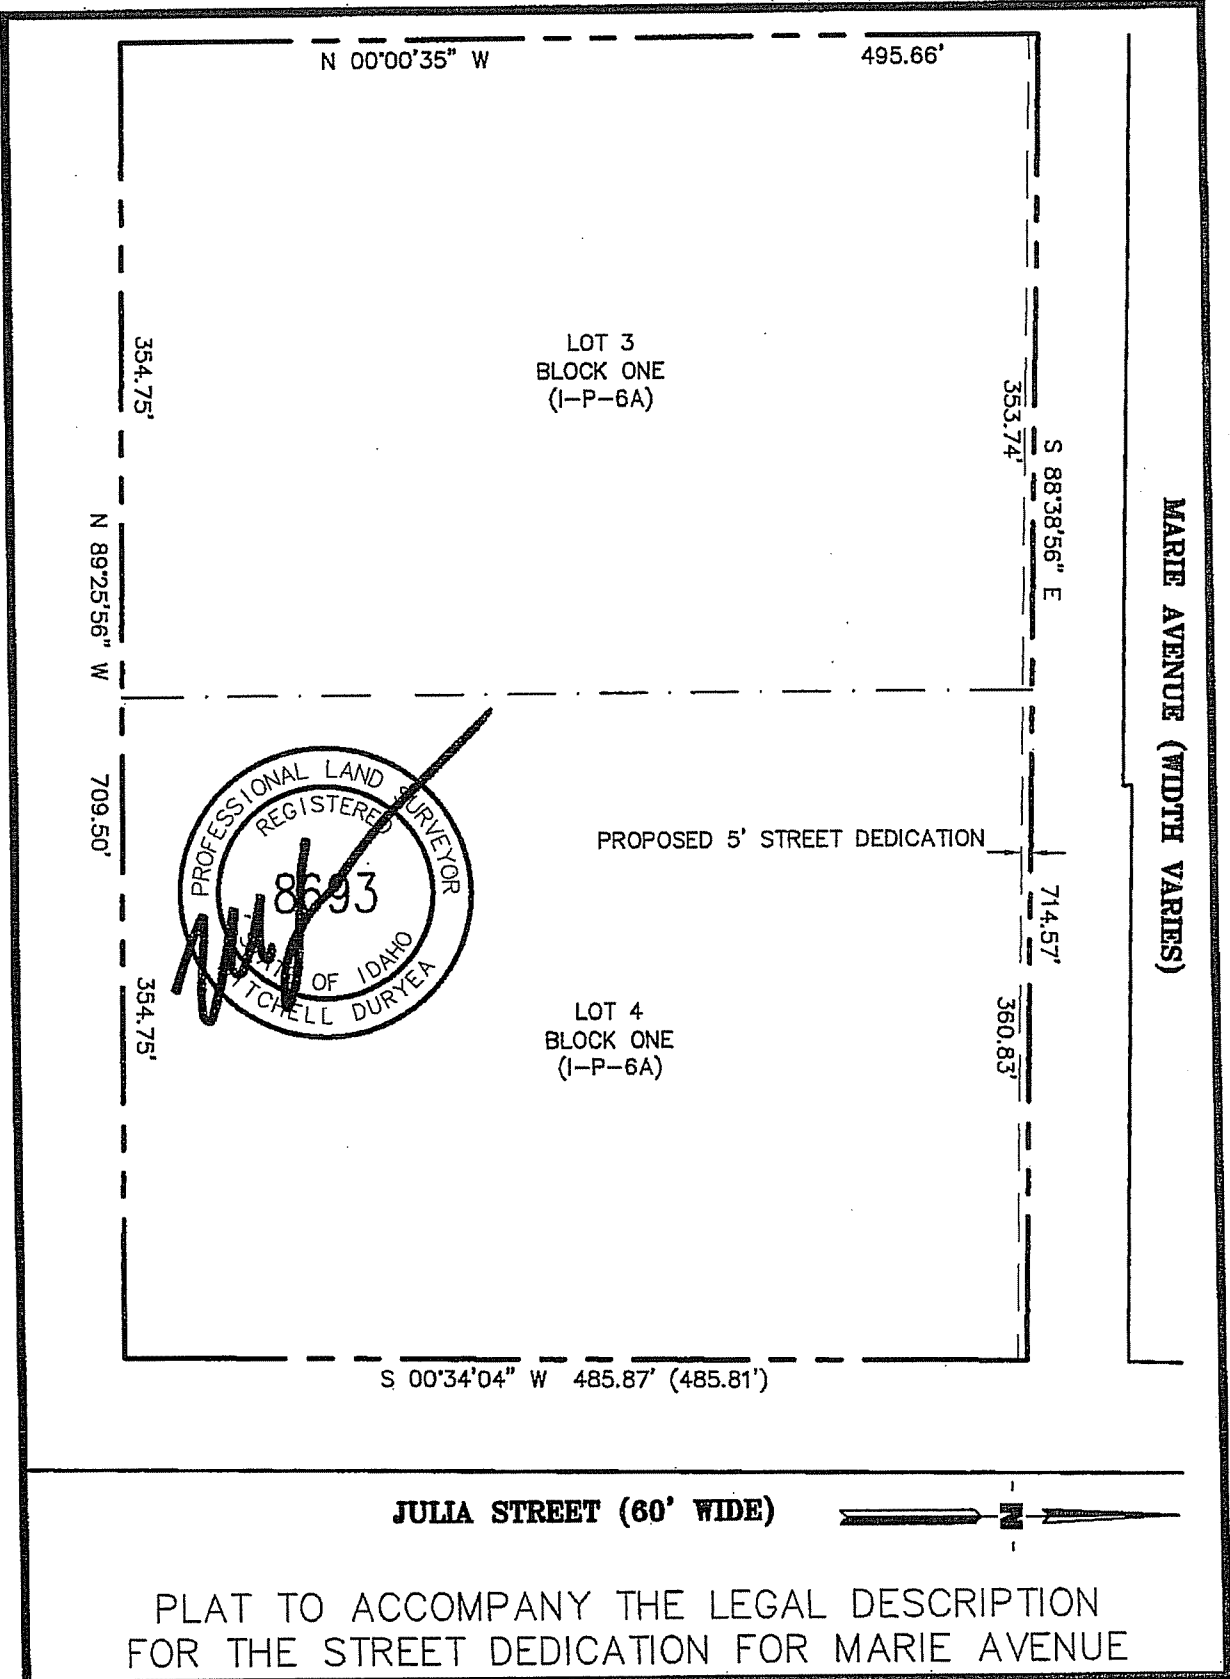 N 00°00'35" W 495.66'
354.75'
LOT 3
BLOCK ONE
(I-P-6A)
353.74'
S 88°38'56" E
N 89°25'56" W
MARIE AVENUE (WIDTH VARIES)
709.50'
PROFESSIONAL LAND SURVEYOR
REGISTERED
8693
OF IDAHO
DURYEA
PROPOSED 5' STREET DEDICATION
714.57'
354.75'
LOT 4
BLOCK ONE
(I-P-6A)
360.83'
S 00°34'04" W 485.87' (485.81')
JULIA STREET (60' WIDE)
N
PLAT TO ACCOMPANY THE LEGAL DESCRIPTION
FOR THE STREET DEDICATION FOR MARIE AVENUE